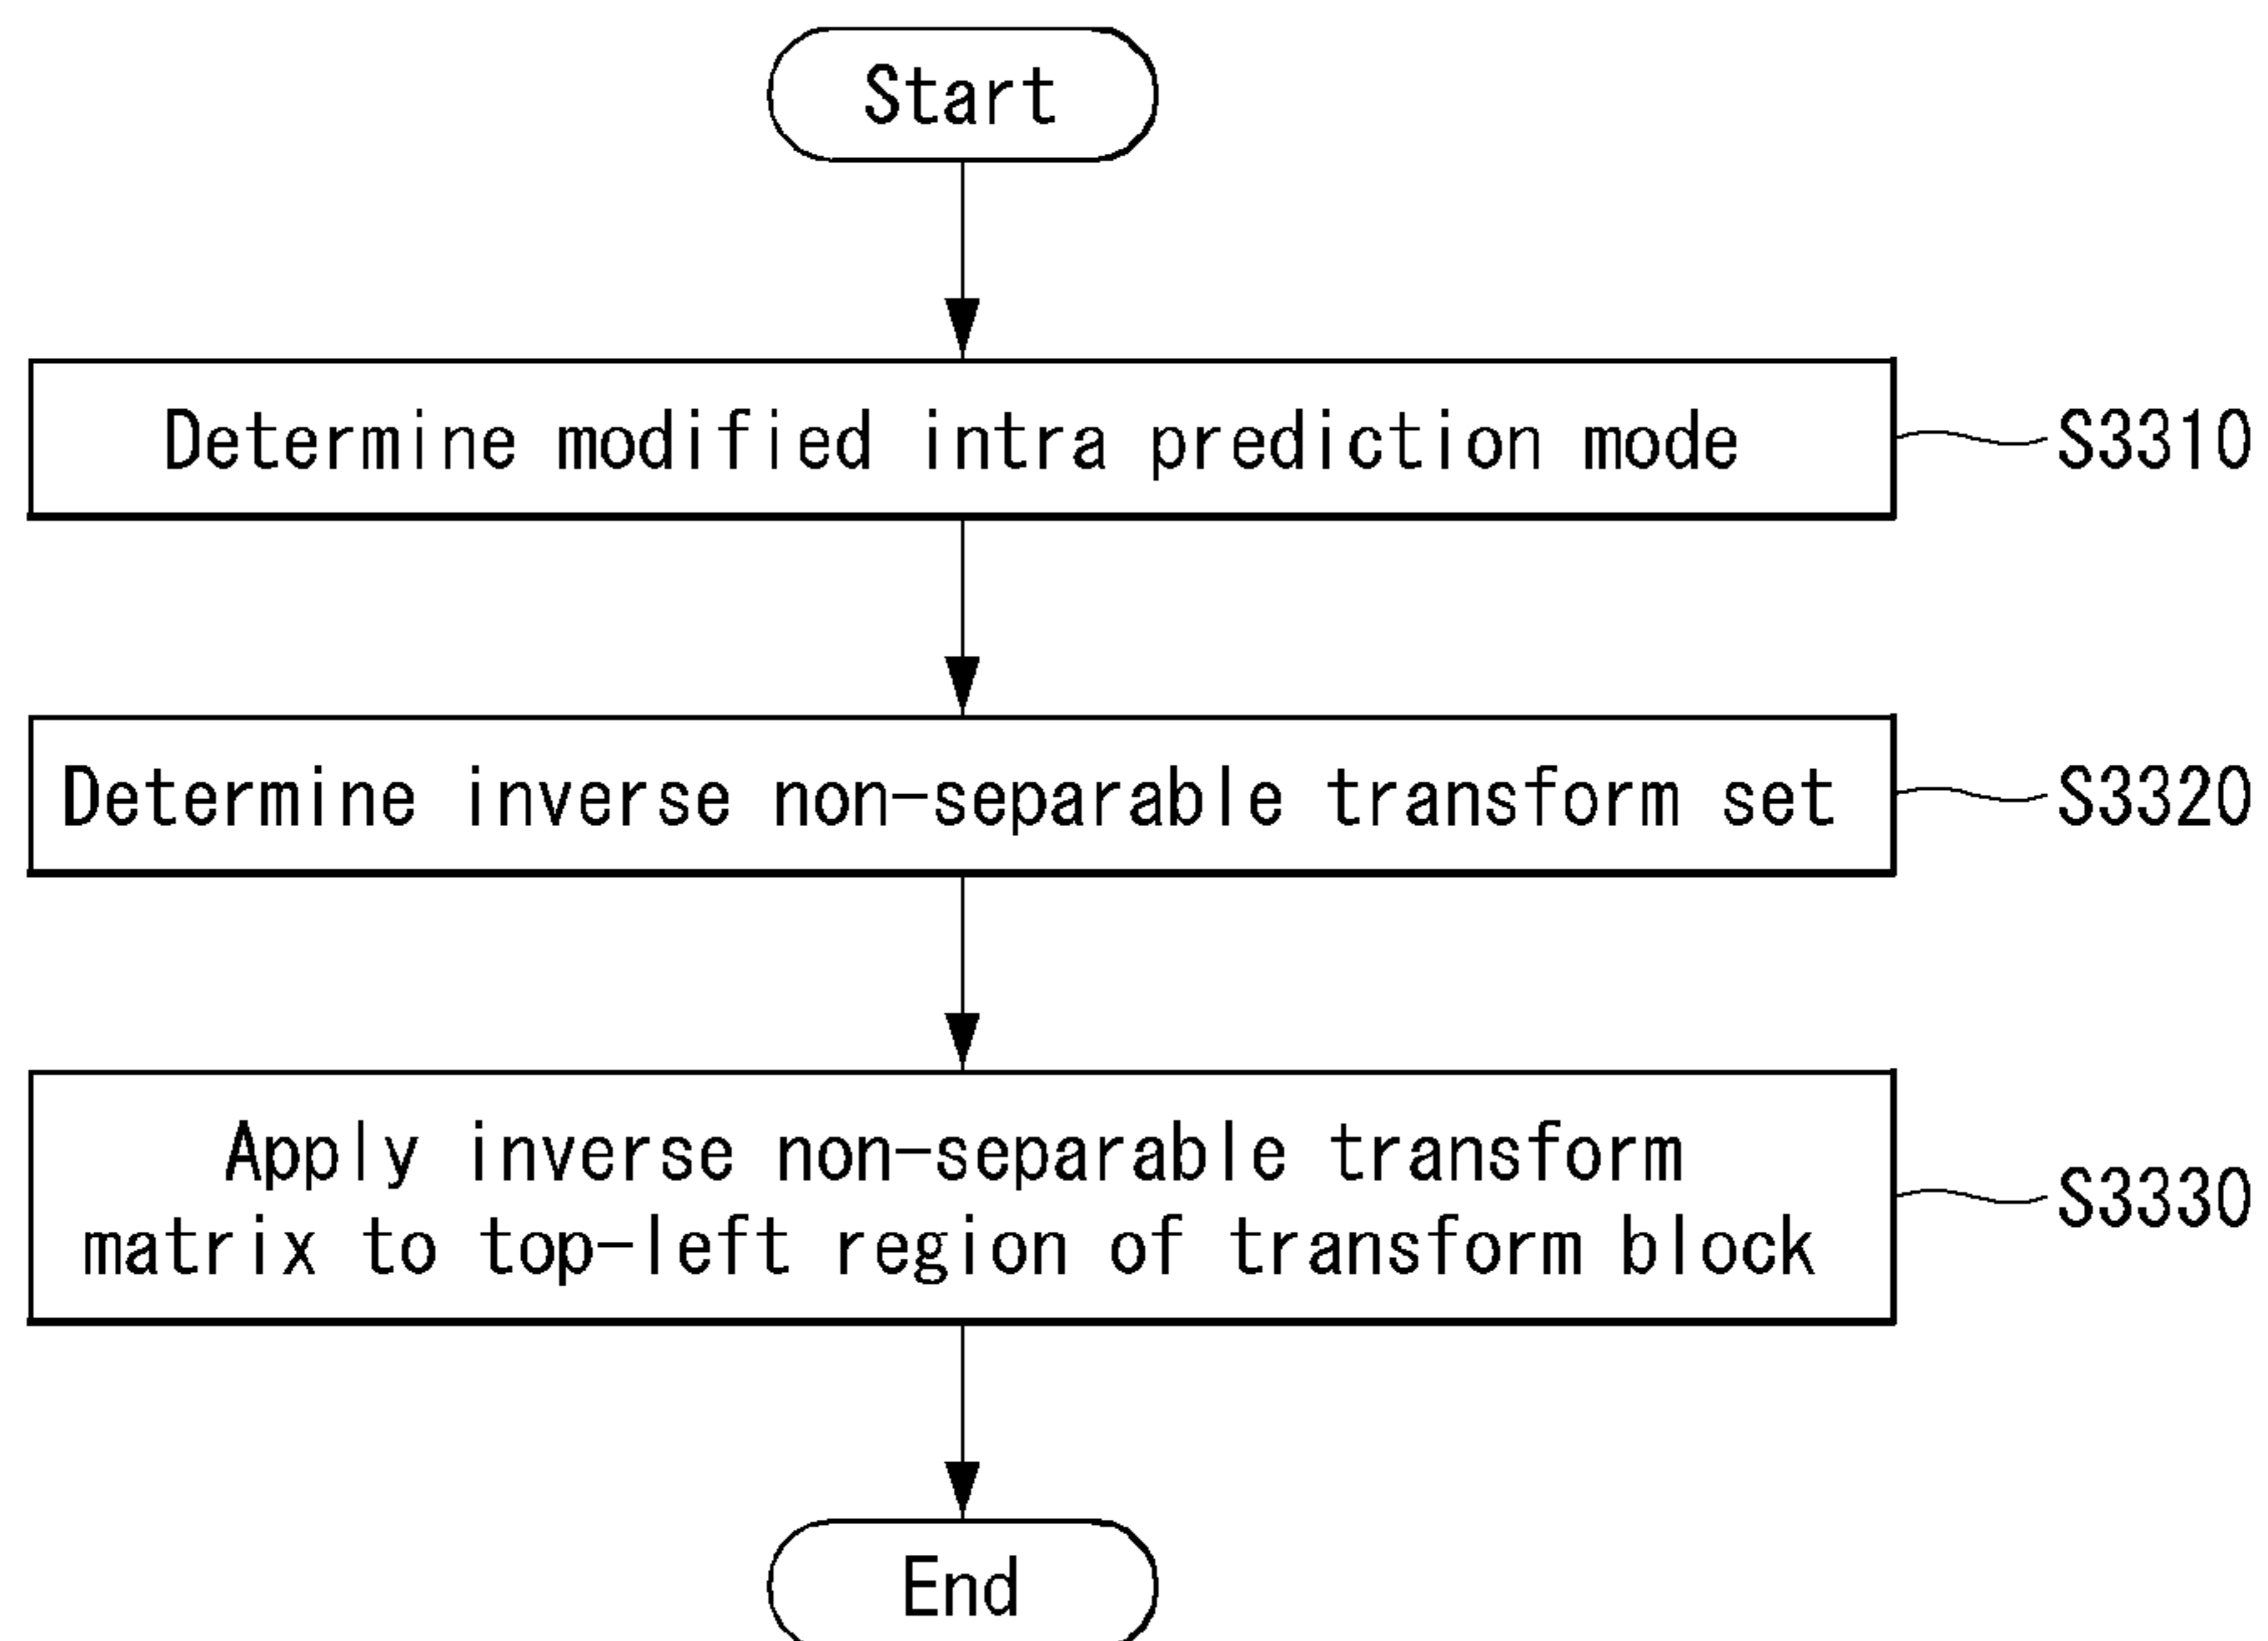 Start
Determine modified intra prediction mode
S3310
Determine inverse non-separable transform set
S3320
Apply inverse non-separable transform
matrix to top-left region of transform block
S3330
End